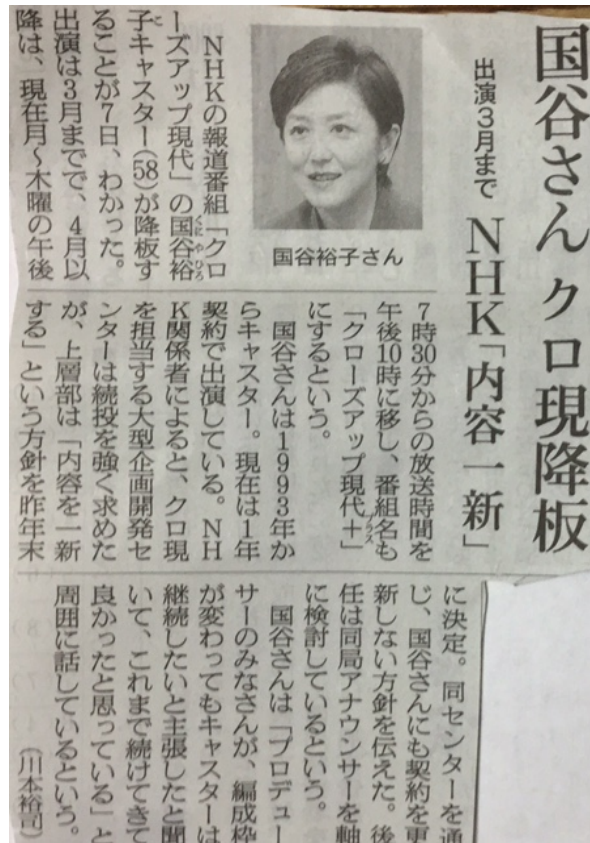 国谷さん クロ現降板
出演3月まで NHK「内容一新」
国谷裕子さん
NHKの報道番組「クロ
ーズアップ現代」の国谷裕
くにやひろ
子キャスター(58)が降板す
こ
ることが7日、わかった。
出演は3月までで、4月以
降は、現在月～木曜の午後
7時30分からの放送時間を
午後10時に移し、番組名も
「クローズアップ現代＋」
プラス
にするという。
国谷さんは1993年か
らキャスター。現在は1年
契約で出演している。NH
K関係者によると、クロ現
を担当する大型企画開発セ
ンターは続投を強く求めた
が、上層部は「内容を一新
する」という方針を昨年末
に決定。同センターを通
じ、国谷さんにも契約を更
新しない方針を伝えた。後
任は同局アナウンサーを軸
に検討しているという。
国谷さんは「プロデュー
サーのみなさんが、編成枠
が変わってもキャスターは
継続したいと主張したと聞
いて、これまで続けてきて
良かったと思っている」と
周囲に話しているという。
(川本裕司)